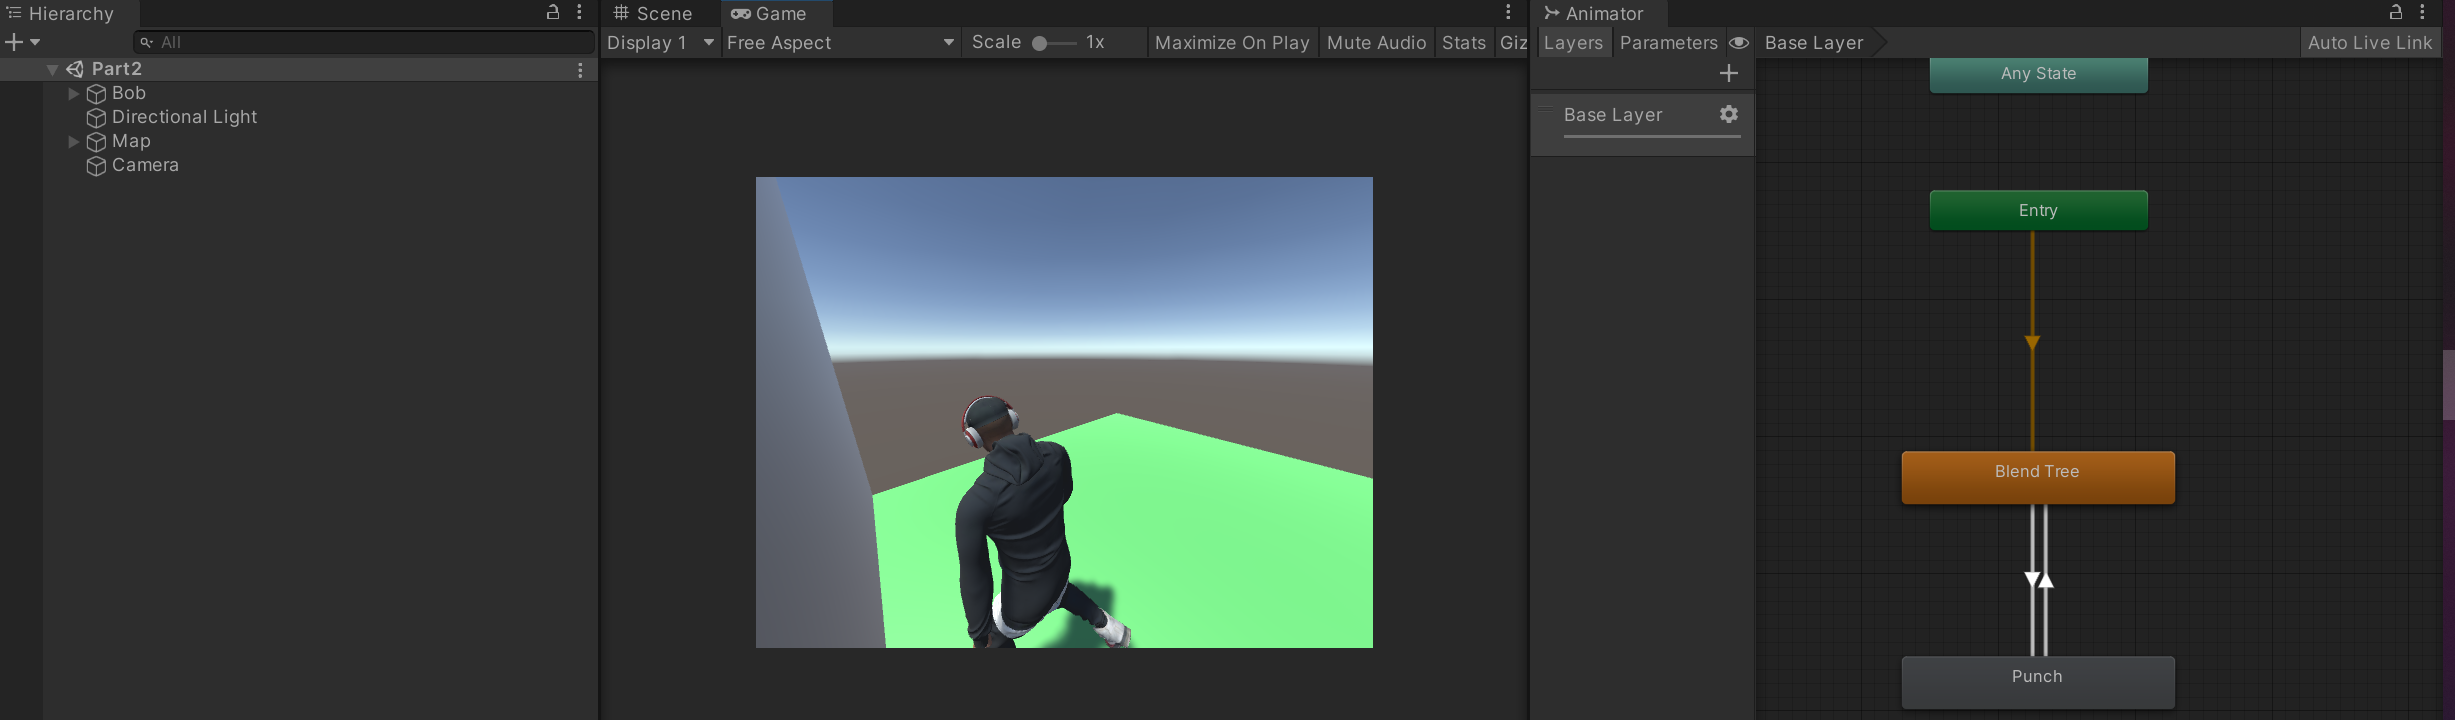 Hierarchy
All
Part2
Bob
Directional Light
Map
Camera
Scene
Game
Display 1
Free Aspect
Scale
1x
Maximize On Play
Mute Audio
Stats
Giz
Animator
Layers
Parameters
Base Layer
Auto Live Link
Base Layer
Any State
Entry
Blend Tree
Punch